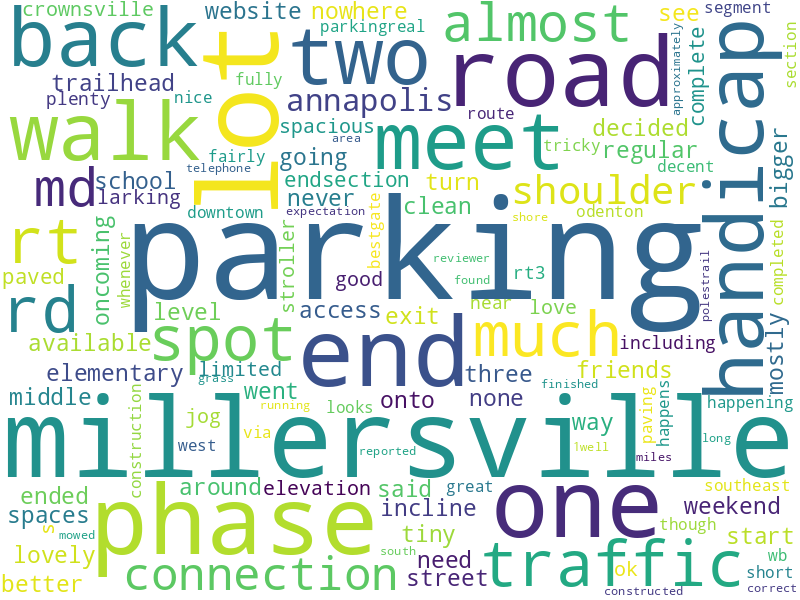 crownsville
website
nowhere
almost
see
segment
back
lot
two
parkingreal
road
approximately
complete
handicap
section
trailhead
fully
plenty
nice
annapolis
route
walk
spacious
area
meet
decided
bigger
fairly
going
tricky
regular
telephone
decent
md
school
larking
endsection
never
turn
shoulder
downtown
expectation
clean
shore
odenton
rt
oncoming
whenever
parking
stroller
bestgate
reviewer
paved
good
found
rt3
polestrail
completed
rd
level
access
exit
near
love
mostly
available
spot
end
much
including
elementary
limited
three
friends
grass
finished
middle
went
onto
none
happening
construction
jog
via
running
looks
way
paving
happens
millersville
west
reported
1well
miles
long
ended
phase
around
elevation
said
great
one
southeast
spaces
incline
weekend
s
mowed
tiny
though
start
lovely
connection
south
need
traffic
ok
wb
better
street
short
constructed
correct